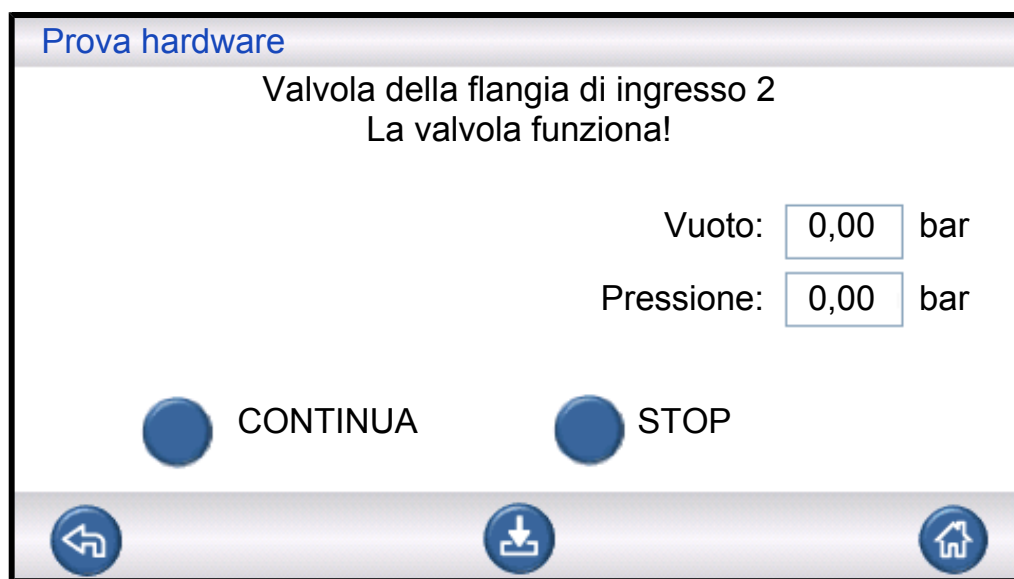 Prova hardware
Valvola della flangia di ingresso 2
La valvola funziona!
Vuoto: 0,00 bar
Pressione: 0,00 bar
CONTINUA STOP